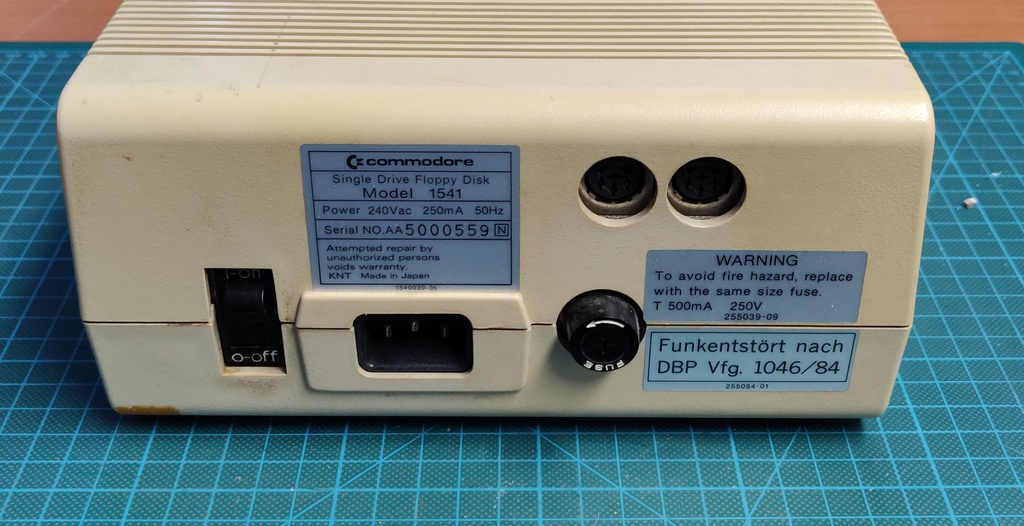 commodore
Single Drive Floppy Disk
Model 1541
Power 240Vac 250mA 50Hz
Serial NO.AA5000559 N
Attempted repair by
unauthorized persons
voids warranty.
KNT Made in Japan
1540030-05
I-on
o-off
FUSE
WARNING
To avoid fire hazard, replace
with the same size fuse.
T 500mA 250V
255039-09
Funkentstört nach
DBP Vfg. 1046/84
255054-01